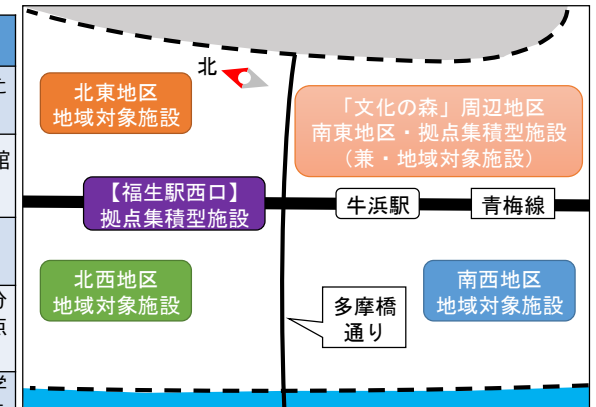 北
北東地区
地域対象施設
「文化の森」周辺地区
南東地区・拠点集積型施設
（兼・地域対象施設）
【福生駅西口】
拠点集積型施設
牛浜駅
青梅線
北西地区
地域対象施設
多摩橋
通り
南西地区
地域対象施設
館
点